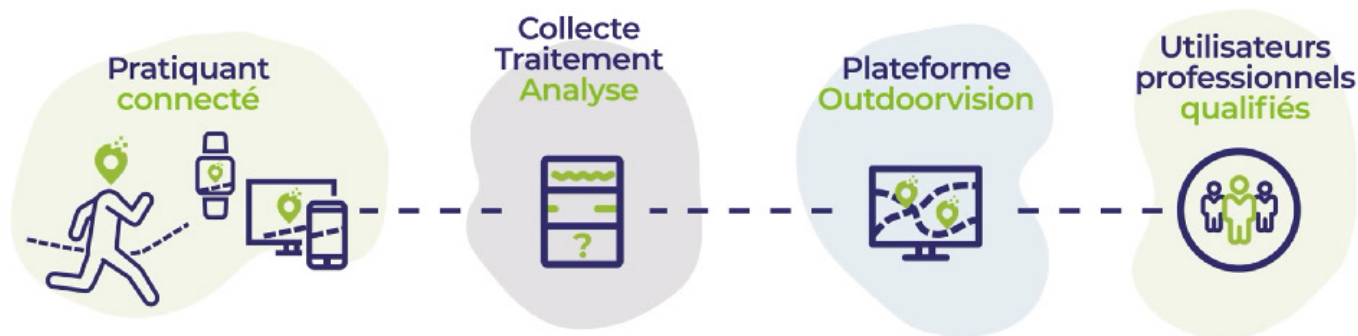 Pratiquant
connecté
Collecte
Traitement
Analyse
?
Plateforme
Outdoorvision
Utilisateurs
professionnels
qualifiés